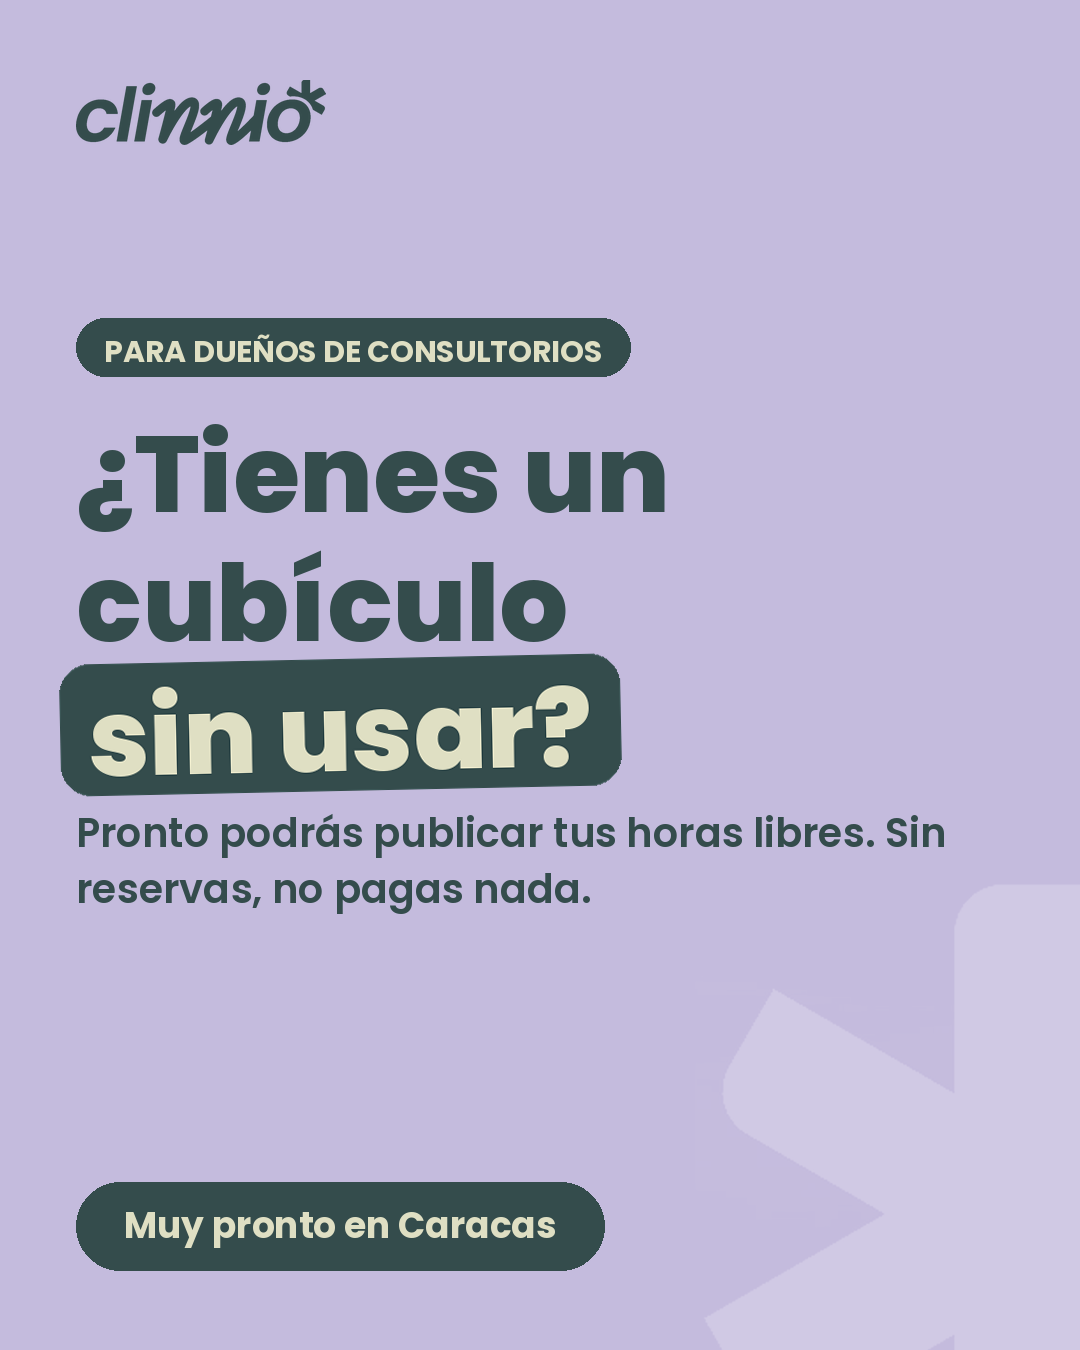 clinnio*
PARA DUEÑOS DE CONSULTORIOS
¿Tienes un
cubículo
sin usar?
Pronto podrás publicar tus horas libres. Sin
reservas, no pagas nada.
Muy pronto en Caracas